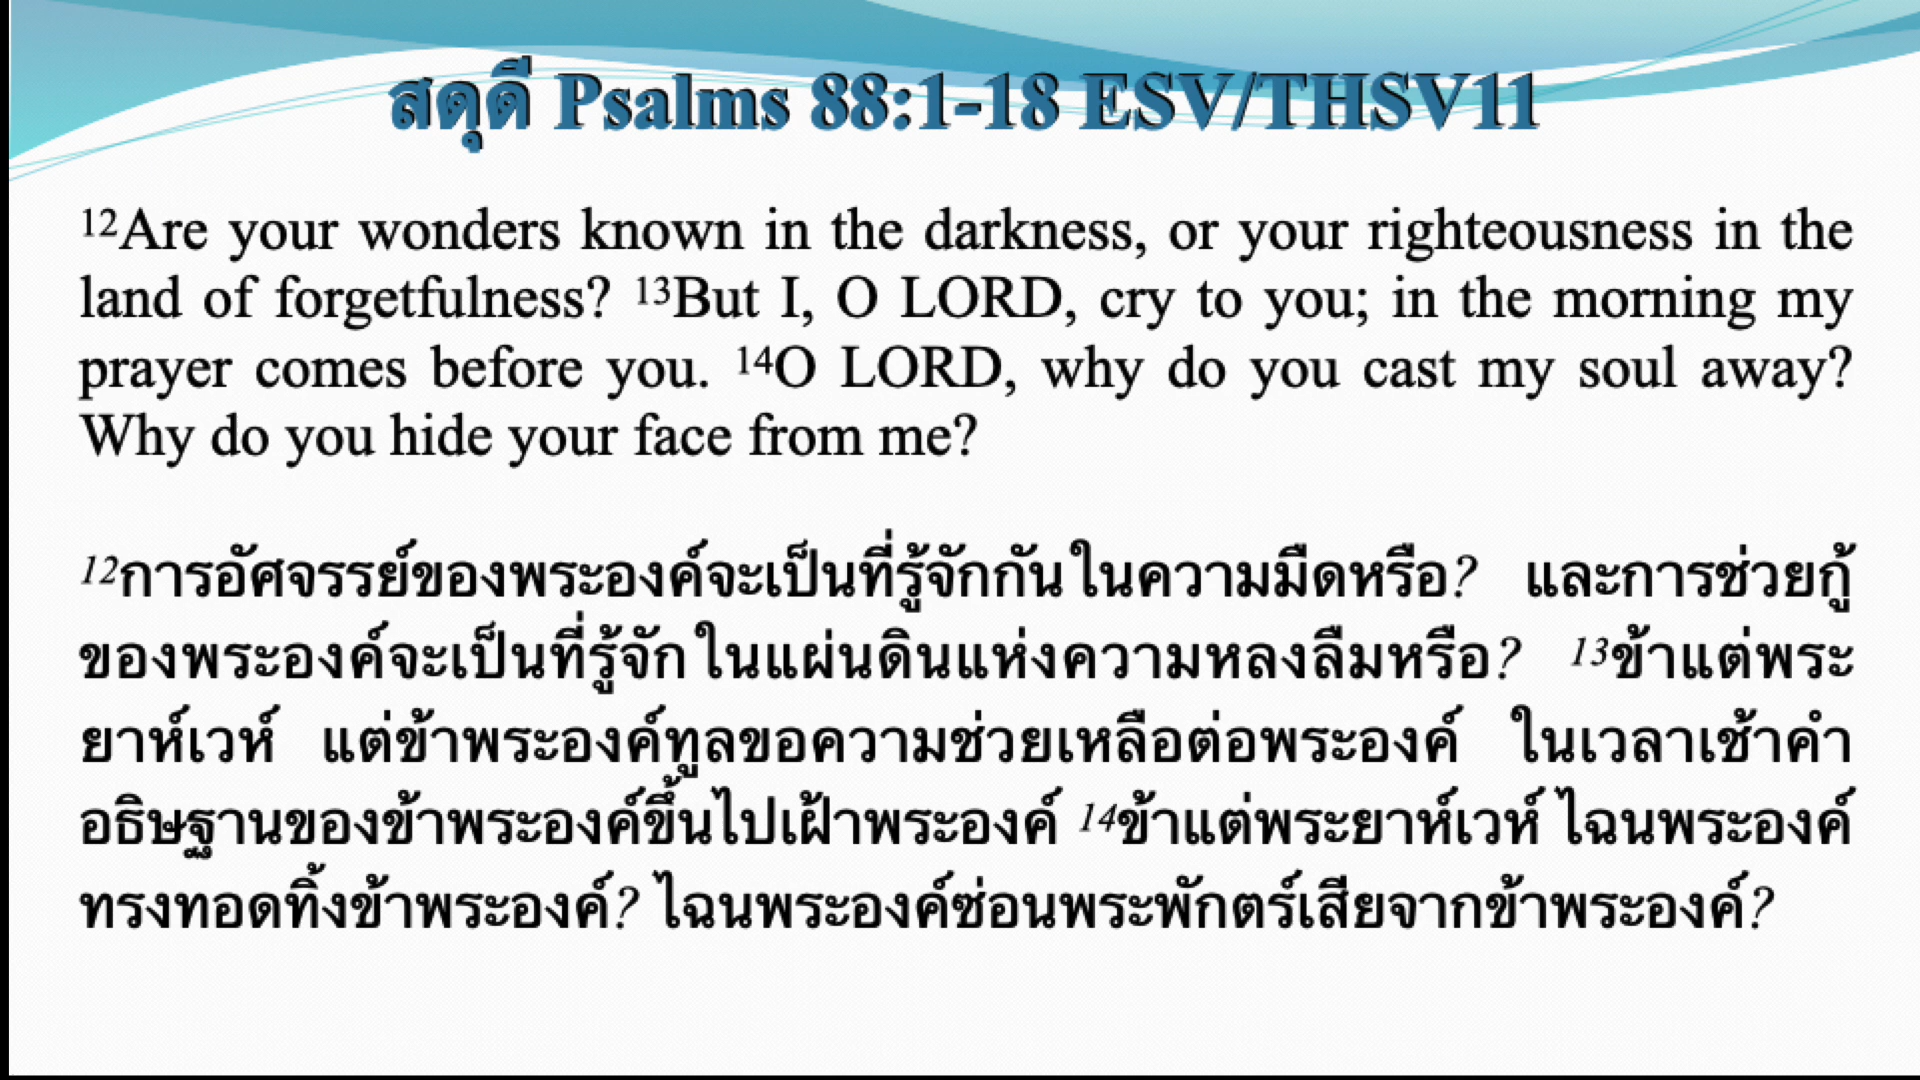 สดุดี Psalms 88:1-18 ESV/THSV11
12Are your wonders known in the darkness, or your righteousness in the
land of forgetfulness? 13But I, O LORD, cry to you; in the morning my
prayer comes before you. 14O LORD, why do you cast my soul away?
Why do you hide your face from me?
12การอัศจรรย์ของพระองค์จะเป็นที่รู้จักกันในความมืดหรือ? และการช่วยกู้
ของพระองค์จะเป็นที่รู้จักในแผ่นดินแห่งความหลงลืมหรือ? 13ข้าแต่พระ
ยาห์เวห์ แต่ข้าพระองค์ทูลขอความช่วยเหลือต่อพระองค์ ในเวลาเช้าคำ
อธิษฐานของข้าพระองค์ขึ้นไปเฝ้าพระองค์ 14ข้าแต่พระยาห์เวห์ ไฉนพระองค์
ทรงทอดทิ้งข้าพระองค์? ไฉนพระองค์ซ่อนพระพักตร์เสียจากข้าพระองค์?